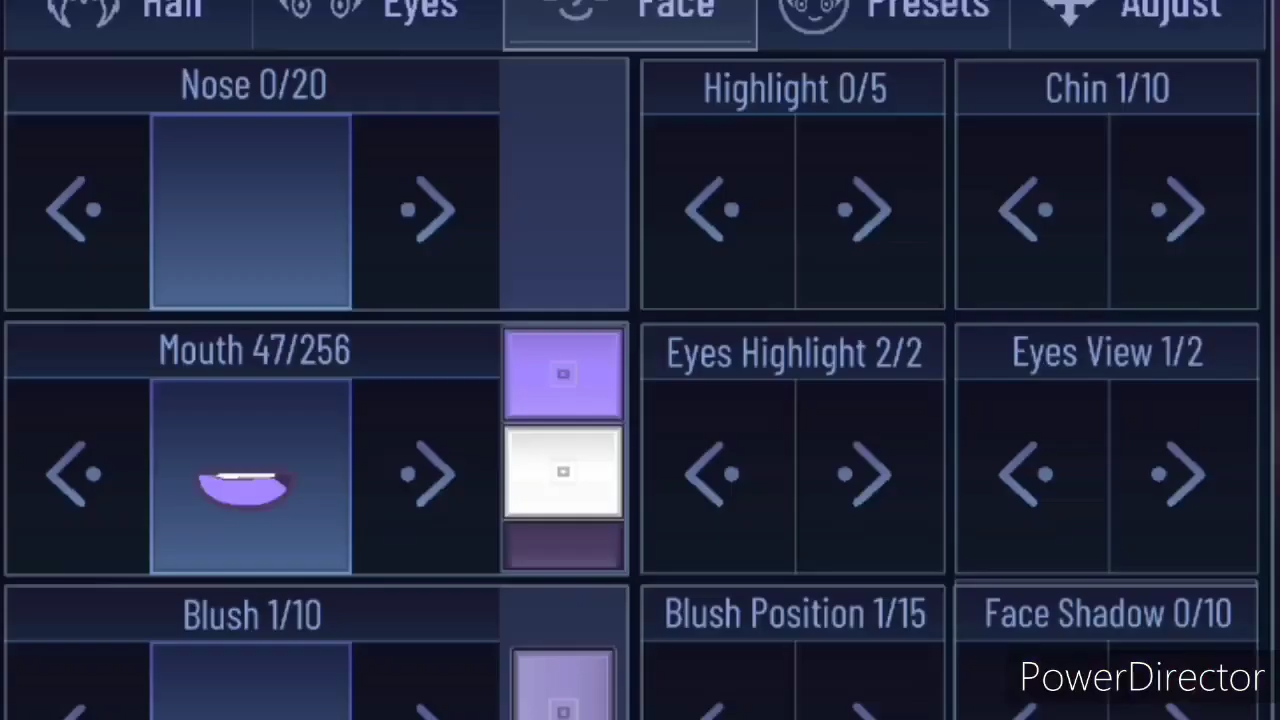 Hair
Eyes
Face
Presets
Adjust
Nose 0/20
Highlight 0/5
Chin 1/10
Mouth 47/256
Eyes Highlight 2/2
Eyes View 1/2
Blush 1/10
Blush Position 1/15
Face Shadow 0/10
PowerDirector